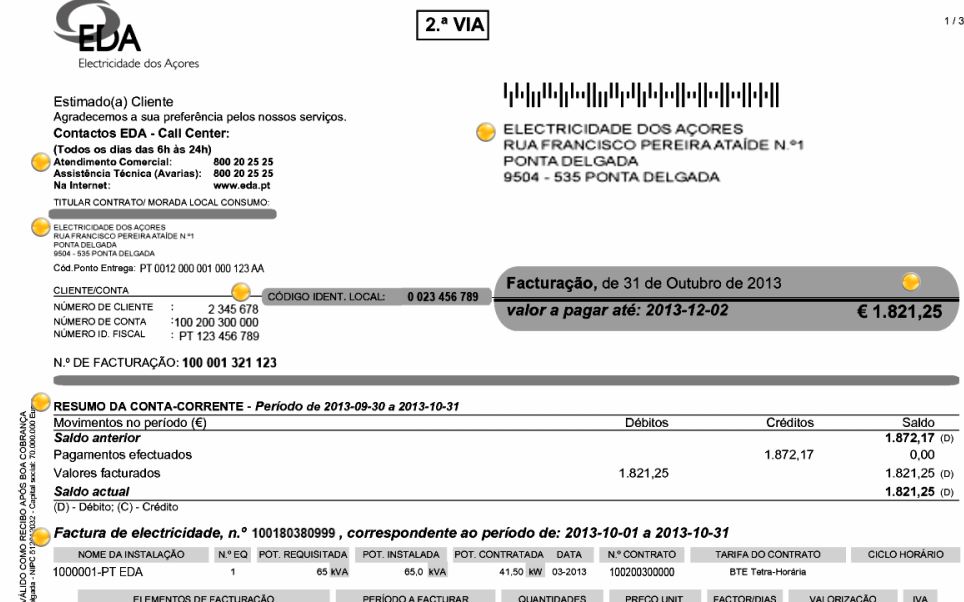 EDA
Electricidade dos Açores
2.ª VIA
1 / 3
Estimado(a) Cliente
Agradecemos a sua preferência pelos nossos serviços.
Contactos EDA - Call Center:
(Todos os dias das 6h às 24h)
Atendimento Comercial: 800 20 25 25
Assistência Técnica (Avarias): 800 20 25 25
Na Internet: www.eda.pt
ELECTRICIDADE DOS AÇORES
RUA FRANCISCO PEREIRA ATAÍDE N.º1
PONTA DELGADA
9504 - 535 PONTA DELGADA
TITULAR CONTRATO/ MORADA LOCAL CONSUMO:
ELECTRICIDADE DOS AÇORES
RUA FRANCISCO PEREIRA ATAÍDE N.º1
PONTA DELGADA
9504 - 535 PONTA DELGADA
Cód.Ponto Entrega: PT 0012 000 001 000 123 AA
CLIENTE/CONTA
CÓDIGO IDENT. LOCAL: 0 023 456 789
NÚMERO DE CLIENTE : 2 345 678
NÚMERO DE CONTA :100 200 300 000
NÚMERO ID. FISCAL : PT 123 456 789
Facturação, de 31 de Outubro de 2013
valor a pagar até: 2013-12-02 € 1.821,25
N.º DE FACTURAÇÃO: 100 001 321 123
RESUMO DA CONTA-CORRENTE - Período de 2013-09-30 a 2013-10-31
Movimentos no período (€) Débitos Créditos Saldo
Saldo anterior 1.872,17 (D)
Pagamentos efectuados 1.872,17 0,00
Valores facturados 1.821,25 1.821,25 (D)
Saldo actual 1.821,25 (D)
(D) - Débito; (C) - Crédito
Factura de electricidade, n.º 100180380999 , correspondente ao período de: 2013-10-01 a 2013-10-31
NOME DA INSTALAÇÃO N.º EQ POT. REQUISITADA POT. INSTALADA POT. CONTRATADA DATA N.º CONTRATO TARIFA DO CONTRATO CICLO HORÁRIO
1000001-PT EDA 1 65 kVA 65,0 kVA 41,50 kW 03-2013 100200300000 BTE Tetra-Horária
ELEMENTOS DE FACTURAÇÃO PERÍODO A FACTURAR QUANTIDADES PREÇO UNIT FACTOR/DIAS VALORIZAÇÃO IVA
VÁLIDO COMO RECIBO APÓS BOA COBRANÇA
- Capital social: 70.000.000